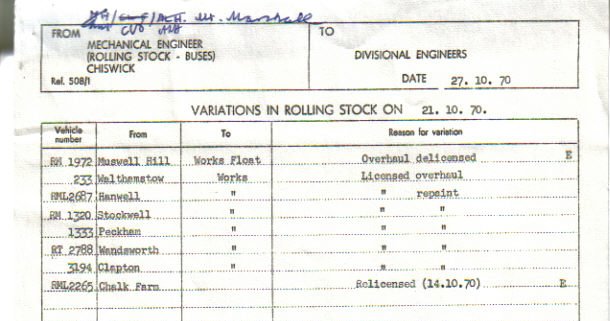 Mr. Marshall
FROM
MECHANICAL ENGINEER
(ROLLING STOCK - BUSES)
CHISWICK
Ref. 508/1
TO
DIVISIONAL ENGINEERS
DATE 27. 10. 70
VARIATIONS IN ROLLING STOCK ON 21. 10. 70.
Vehicle number From To Reason for variation
RM 1972 Muswell Hill Works Float Overhaul delicensed E
233 Walthamstow Works Licensed overhaul
RML2687 Hanwell " " repaint
RM 1320 Stockwell " " "
1333 Peckham " " "
RT 2788 Wandsworth " " "
3194 Clapton " " "
RML2265 Chalk Farm Relicensed (14.10.70) E